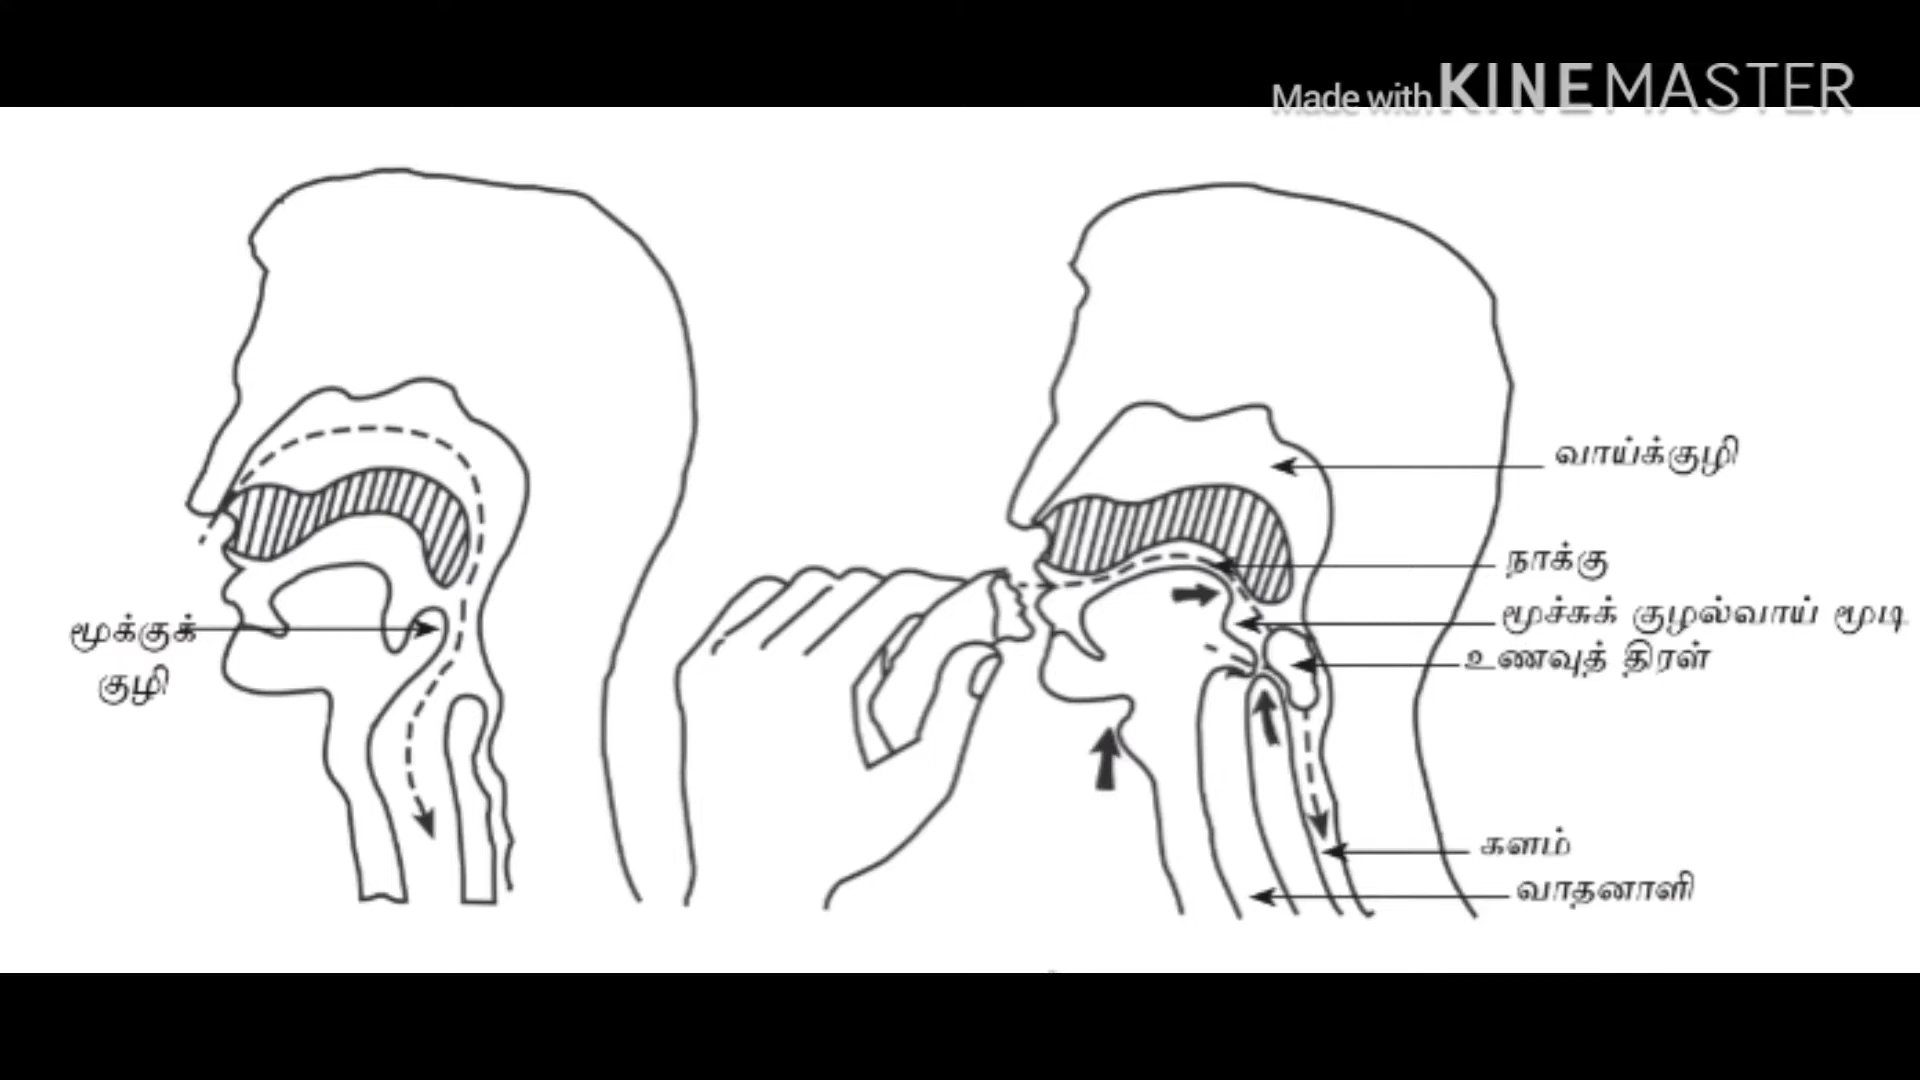 Made with KINEMASTER
வாய்க்குழி
நாக்கு
மூச்சுக் குழல்வாய் மூடி
மூக்குக்
குழி
உணவுத் திரள்
களம்
வாதனாளி